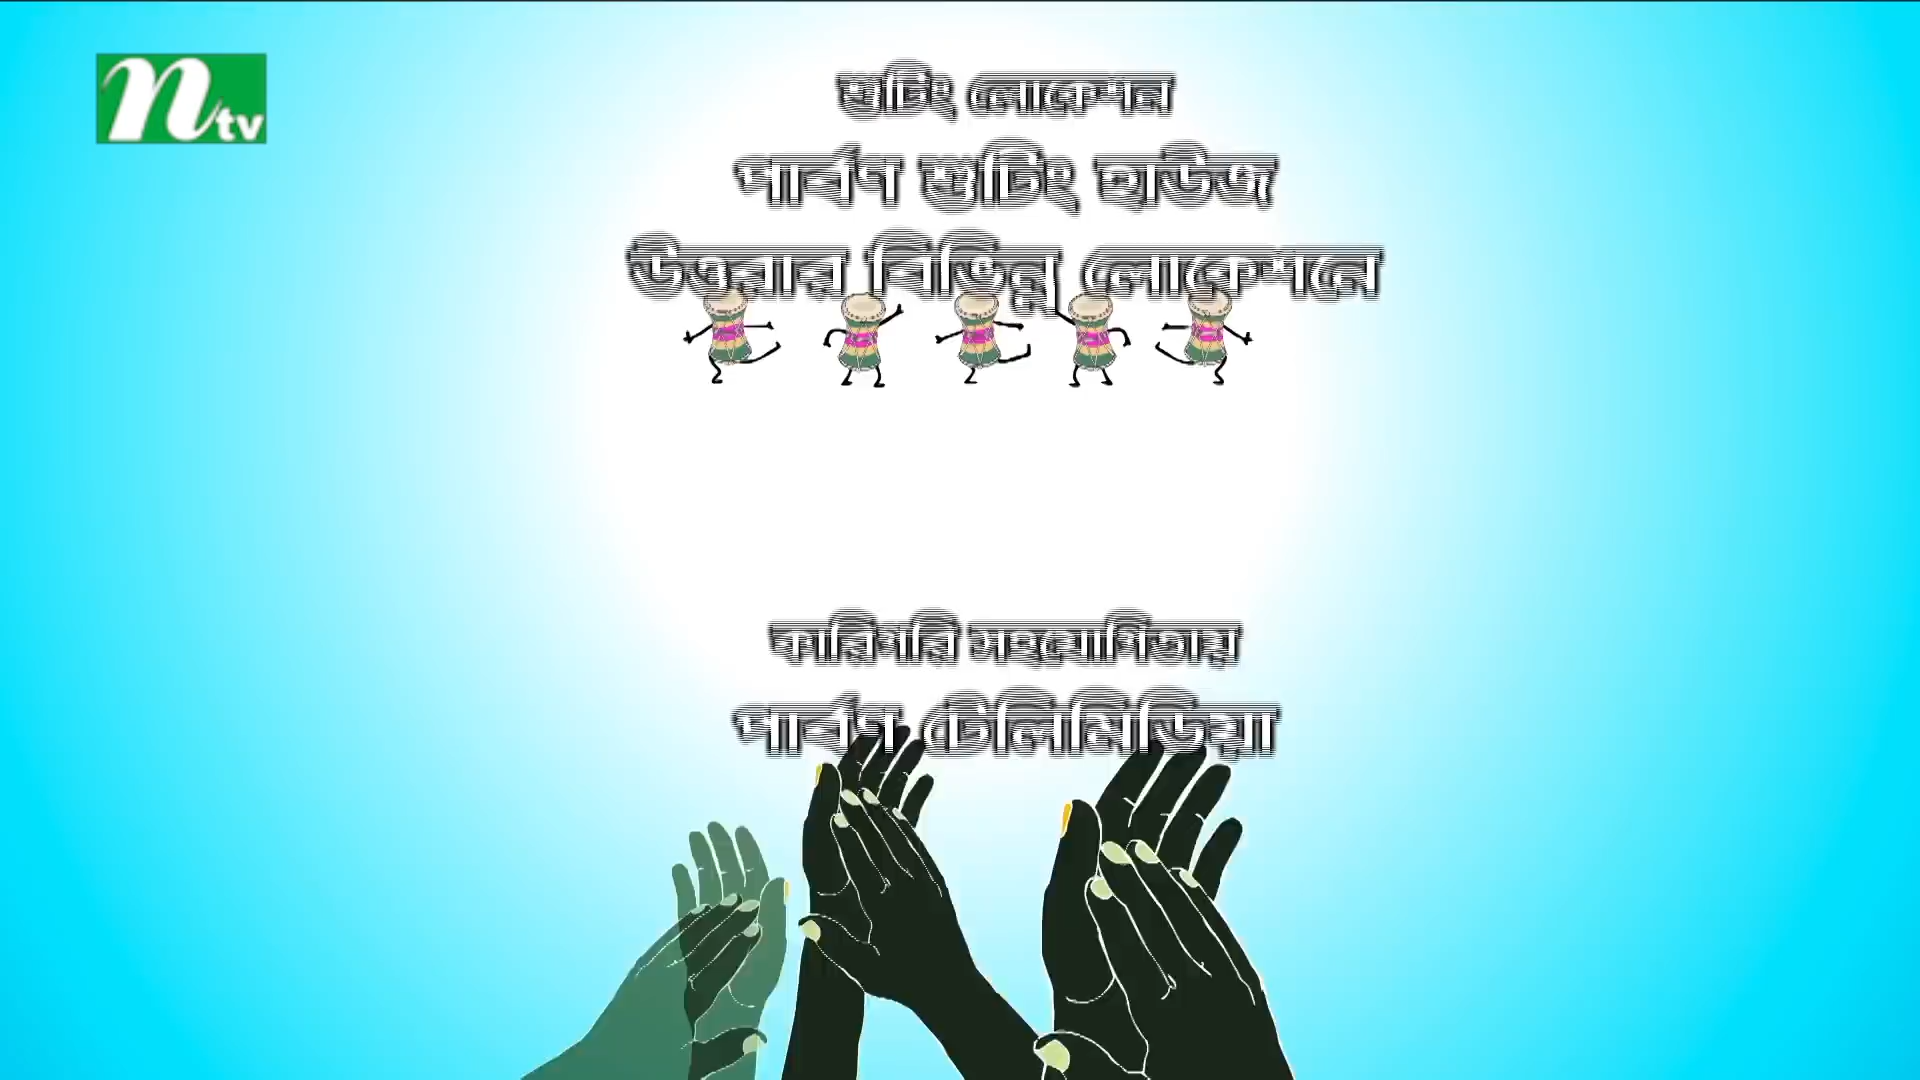 ntv
শুটিং লোকেশন
পার্বণ শুটিং হাউজ
উত্তরার বিভিন্ন লোকেশনে
কারিগরি সহযোগিতায়
পার্বণ টেলিমিডিয়া